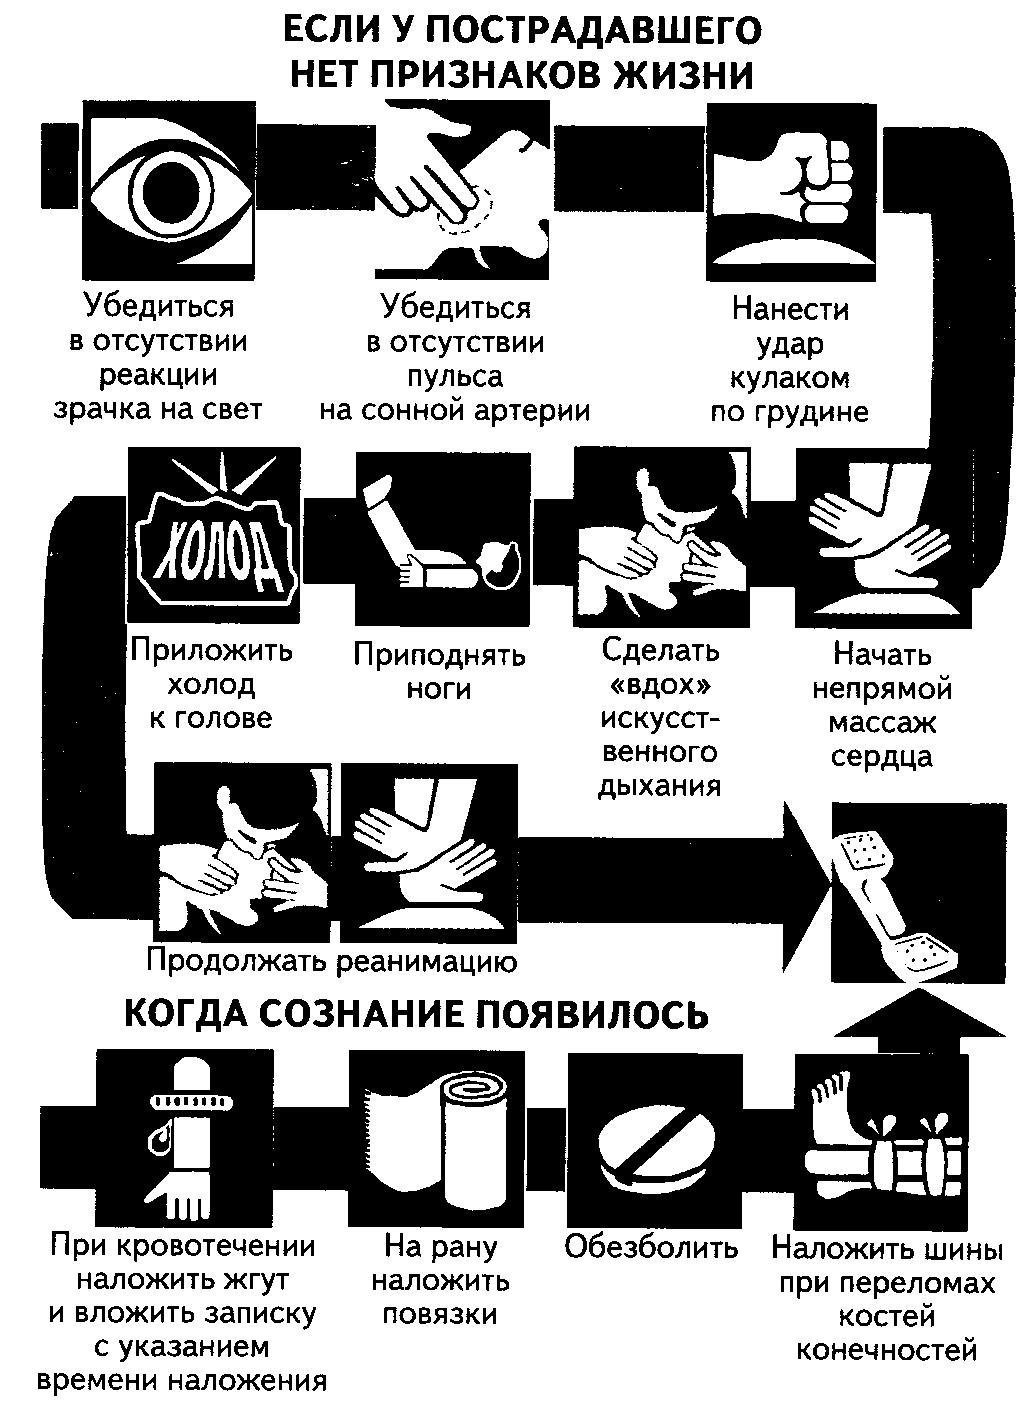 ЕСЛИ У ПОСТРАДАВШЕГО
НЕТ ПРИЗНАКОВ ЖИЗНИ
Убедиться
в отсутствии
реакции
зрачка на свет
Убедиться
в отсутствии
пульса
на сонной артерии
Нанести
удар
кулаком
по грудине
ХОЛОД
Приложить
холод
к голове
Приподнять
ноги
Сделать
«вдох»
искусст-
венного
дыхания
Начать
непрямой
массаж
сердца
Продолжать реанимацию
КОГДА СОЗНАНИЕ ПОЯВИЛОСЬ
При кровотечении
наложить жгут
и вложить записку
с указанием
времени наложения
На рану
наложить
повязки
Обезболить
Наложить шины
при переломах
костей
конечностей